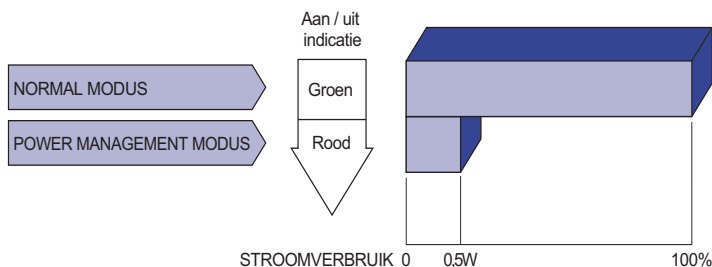 Aan / uit
indicatie
NORMAL MODUS
Groen
POWER MANAGEMENT MODUS
Rood
STROOMVERBRUIK 0 0,5W 100%